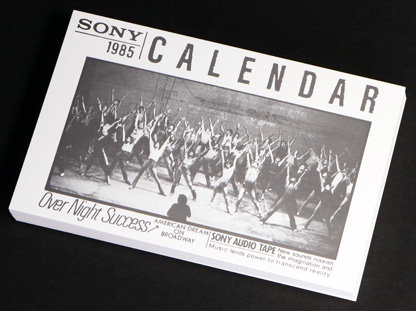 SONY
1985
CALENDAR
Over Night Success
AMERICAN DREAM
ON
BROADWAY
SONY AUDIO TAPE
New sounds nourish
the imagination and
Music lends power to transcend reality